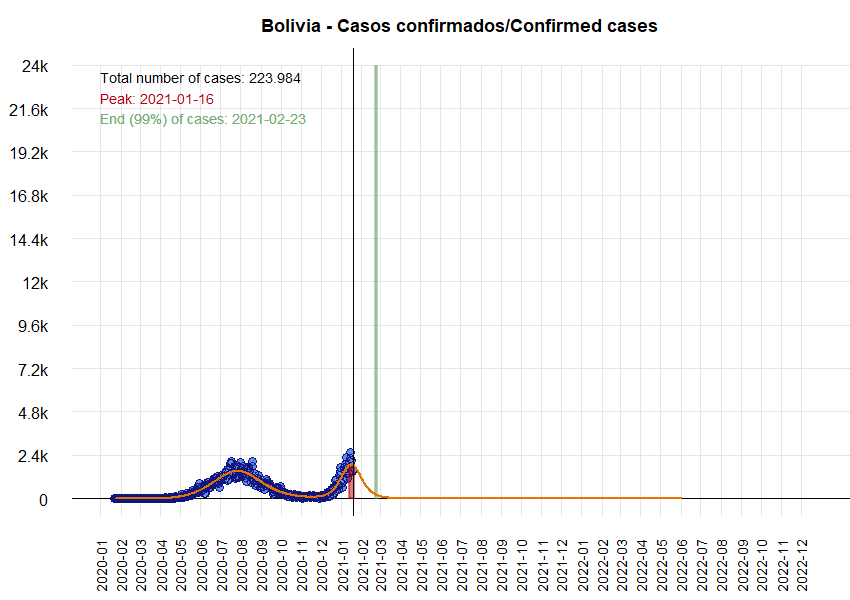 Bolivia - Casos confirmados/Confirmed cases
Total number of cases: 223.984
Peak: 2021-01-16
End (99%) of cases: 2021-02-23
24k
21.6k
19.2k
16.8k
14.4k
12k
9.6k
7.2k
4.8k
2.4k
0
2020-01
2020-02
2020-03
2020-04
2020-05
2020-06
2020-07
2020-08
2020-09
2020-10
2020-11
2020-12
2021-01
2021-02
2021-03
2021-04
2021-05
2021-06
2021-07
2021-08
2021-09
2021-10
2021-11
2021-12
2022-01
2022-02
2022-03
2022-04
2022-05
2022-06
2022-07
2022-08
2022-09
2022-10
2022-11
2022-12